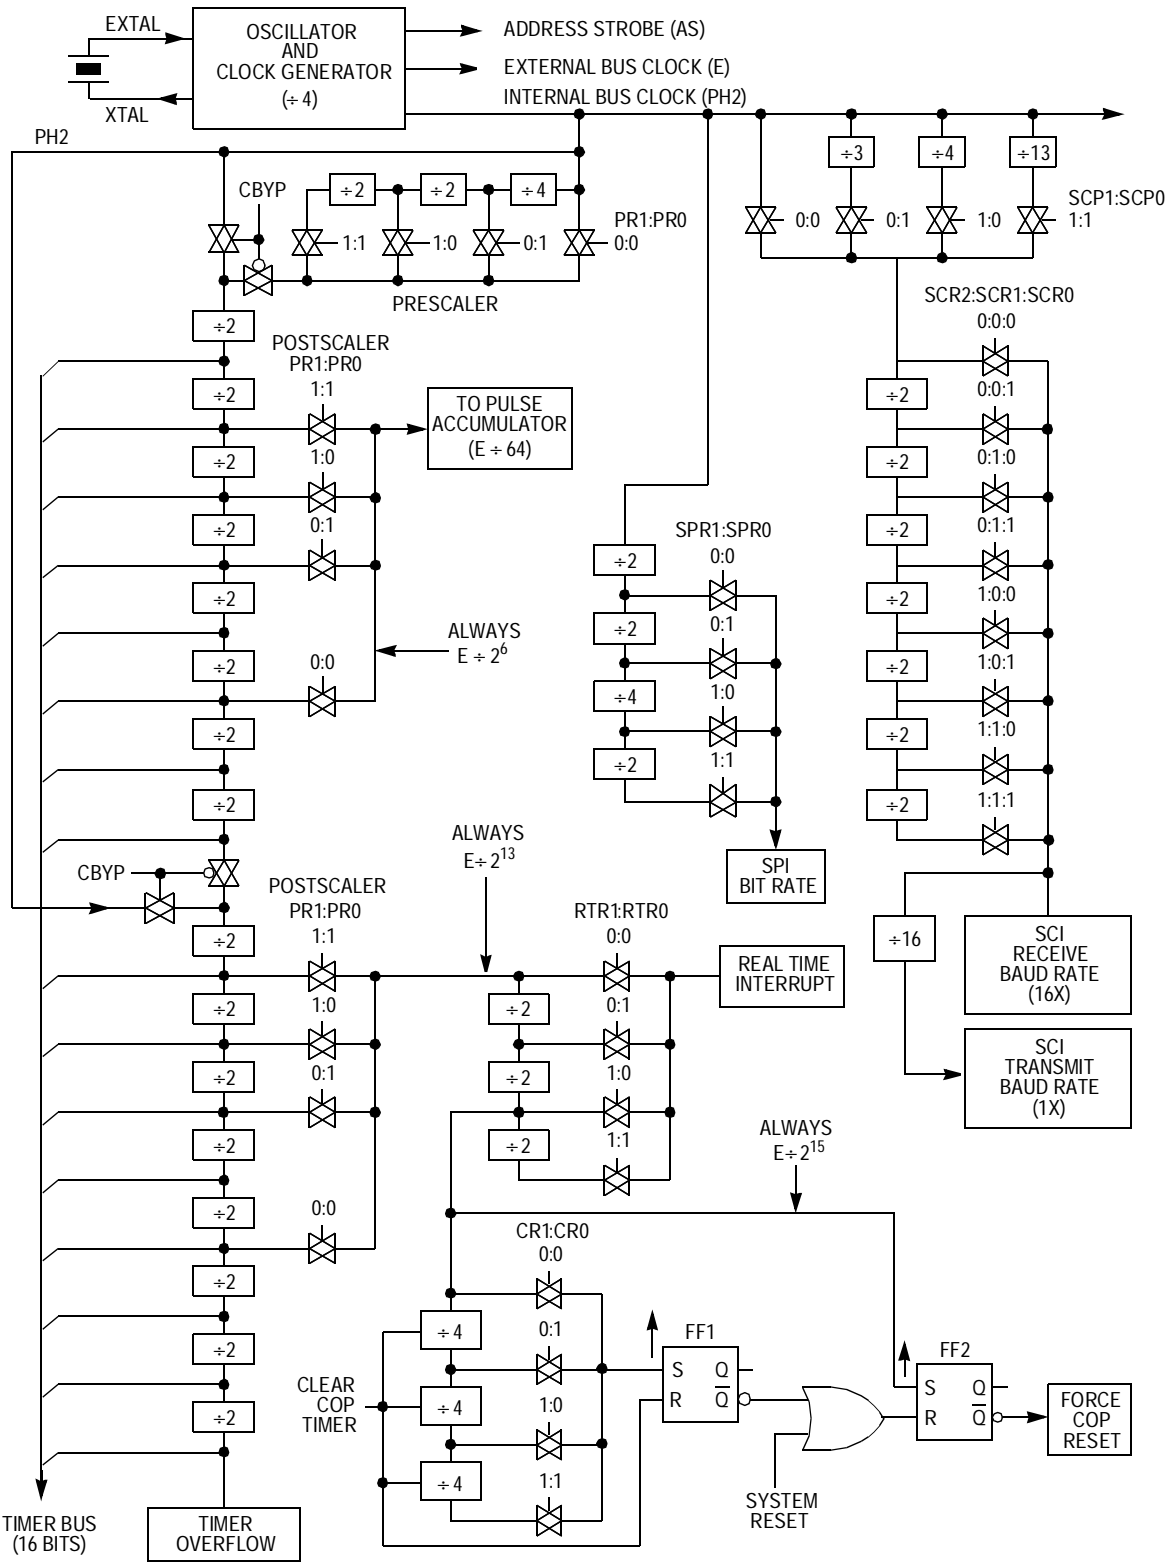 EXTAL
XTAL
OSCILLATOR
AND
CLOCK GENERATOR
(÷ 4)
ADDRESS STROBE (AS)
EXTERNAL BUS CLOCK (E)
INTERNAL BUS CLOCK (PH2)
PH2
CBYP
÷2
÷2
÷4
1:1
1:0
0:1
PR1:PR0
0:0
PRESCALER
÷3
÷4
÷13
0:0
0:1
1:0
SCP1:SCP0
1:1
÷2
÷2
÷2
÷2
÷2
÷2
÷2
÷2
POSTSCALER
PR1:PR0
1:1
1:0
0:1
0:0
TO PULSE
ACCUMULATOR
(E ÷ 64)
ALWAYS
E ÷ 2^6
SPR1:SPR0
÷2
0:0
÷2
0:1
÷4
1:0
÷2
1:1
SPI
BIT RATE
SCR2:SCR1:SCR0
0:0:0
÷2
0:0:1
÷2
0:1:0
÷2
0:1:1
÷2
1:0:0
÷2
1:0:1
÷2
1:1:0
÷2
1:1:1
÷16
SCI
RECEIVE
BAUD RATE
(16X)
SCI
TRANSMIT
BAUD RATE
(1X)
CBYP
÷2
÷2
÷2
÷2
÷2
÷2
÷2
÷2
POSTSCALER
PR1:PR0
1:1
1:0
0:1
0:0
ALWAYS
E÷ 2^13
RTR1:RTR0
0:0
÷2
0:1
÷2
1:0
÷2
1:1
REAL TIME
INTERRUPT
ALWAYS
E÷ 2^15
CR1:CR0
0:0
÷ 4
0:1
÷ 4
1:0
÷ 4
1:1
CLEAR
COP
TIMER
FF1
S
Q
R
Q̅
SYSTEM
RESET
FF2
S
Q
R
Q̅
FORCE
COP
RESET
TIMER BUS
(16 BITS)
TIMER
OVERFLOW